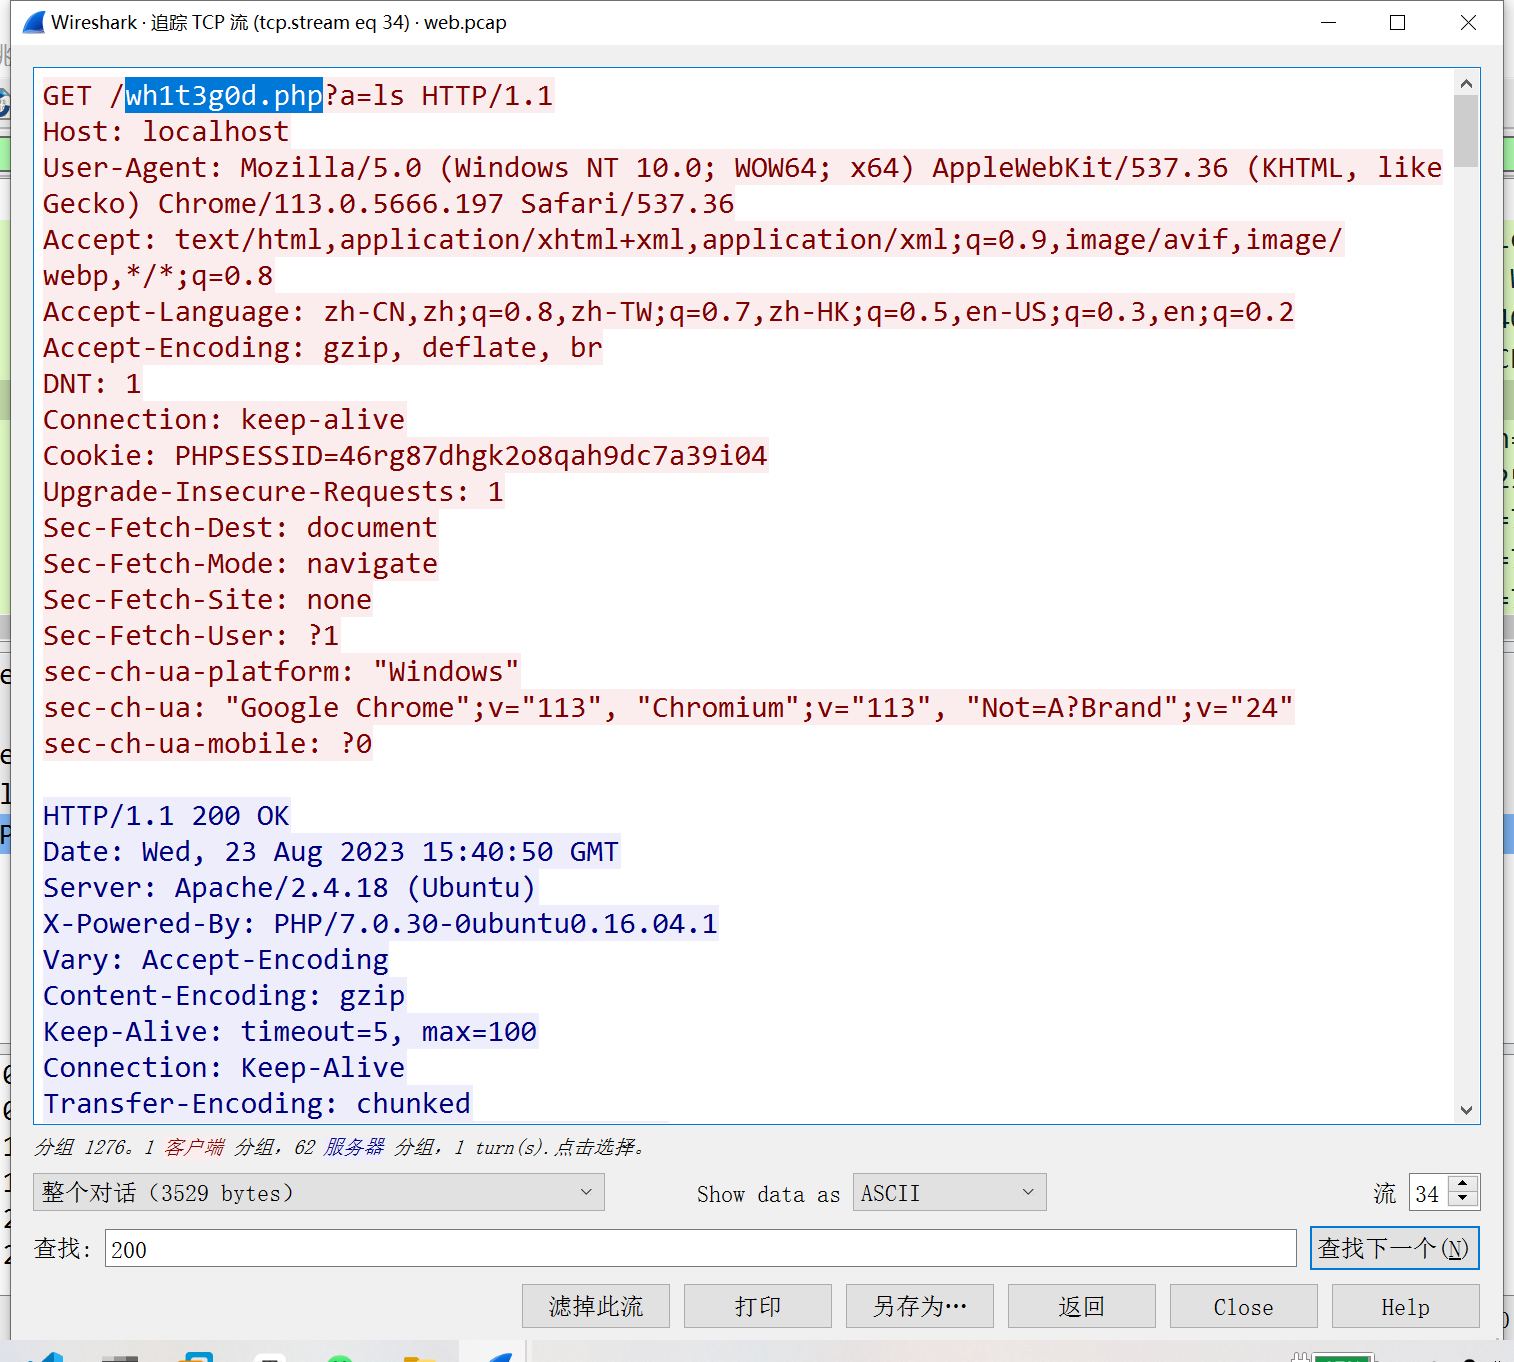 Wireshark · 追踪 TCP 流 (tcp.stream eq 34) · web.pcap
GET /wh1t3g0d.php?a=ls HTTP/1.1
Host: localhost
User-Agent: Mozilla/5.0 (Windows NT 10.0; WOW64; x64) AppleWebKit/537.36 (KHTML, like
Gecko) Chrome/113.0.5666.197 Safari/537.36
Accept: text/html,application/xhtml+xml,application/xml;q=0.9,image/avif,image/
webp,*/*;q=0.8
Accept-Language: zh-CN,zh;q=0.8,zh-TW;q=0.7,zh-HK;q=0.5,en-US;q=0.3,en;q=0.2
Accept-Encoding: gzip, deflate, br
DNT: 1
Connection: keep-alive
Cookie: PHPSESSID=46rg87dhgk2o8qah9dc7a39i04
Upgrade-Insecure-Requests: 1
Sec-Fetch-Dest: document
Sec-Fetch-Mode: navigate
Sec-Fetch-Site: none
Sec-Fetch-User: ?1
sec-ch-ua-platform: "Windows"
sec-ch-ua: "Google Chrome";v="113", "Chromium";v="113", "Not=A?Brand";v="24"
sec-ch-ua-mobile: ?0
HTTP/1.1 200 OK
Date: Wed, 23 Aug 2023 15:40:50 GMT
Server: Apache/2.4.18 (Ubuntu)
X-Powered-By: PHP/7.0.30-0ubuntu0.16.04.1
Vary: Accept-Encoding
Content-Encoding: gzip
Keep-Alive: timeout=5, max=100
Connection: Keep-Alive
Transfer-Encoding: chunked
分组 1276。1 客户端 分组，62 服务器 分组，1 turn(s).点击选择。
整个对话（3529 bytes）
Show data as ASCII
流 34
查找: 200
查找下一个(N)
滤掉此流 打印 另存为… 返回 Close Help